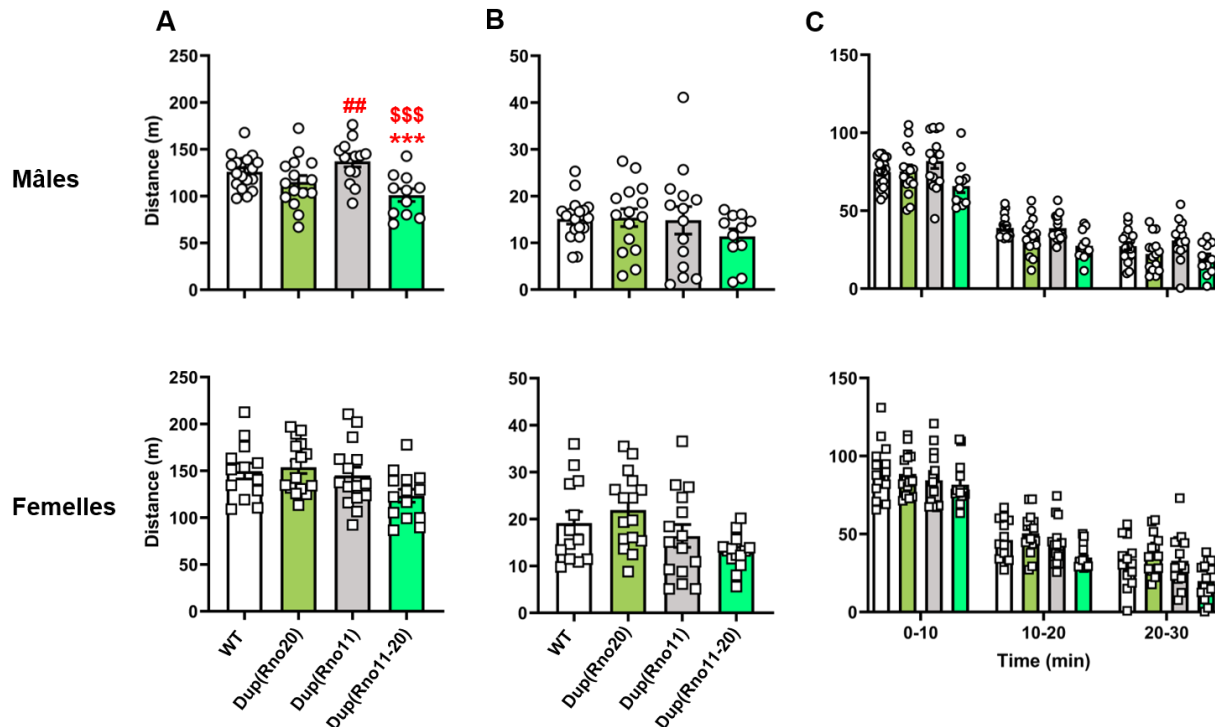 A
B
C
Mâles
Distance (m)
250
200
150
100
50
0
##
$$$
***
50
40
30
20
10
0
150
100
50
0
Femelles
Distance (m)
250
200
150
100
50
0
WT
Dup(Rno20)
Dup(Rno11)
Dup(Rno11-20)
50
40
30
20
10
0
WT
Dup(Rno20)
Dup(Rno11)
Dup(Rno11-20)
150
100
50
0
0-10
10-20
20-30
Time (min)